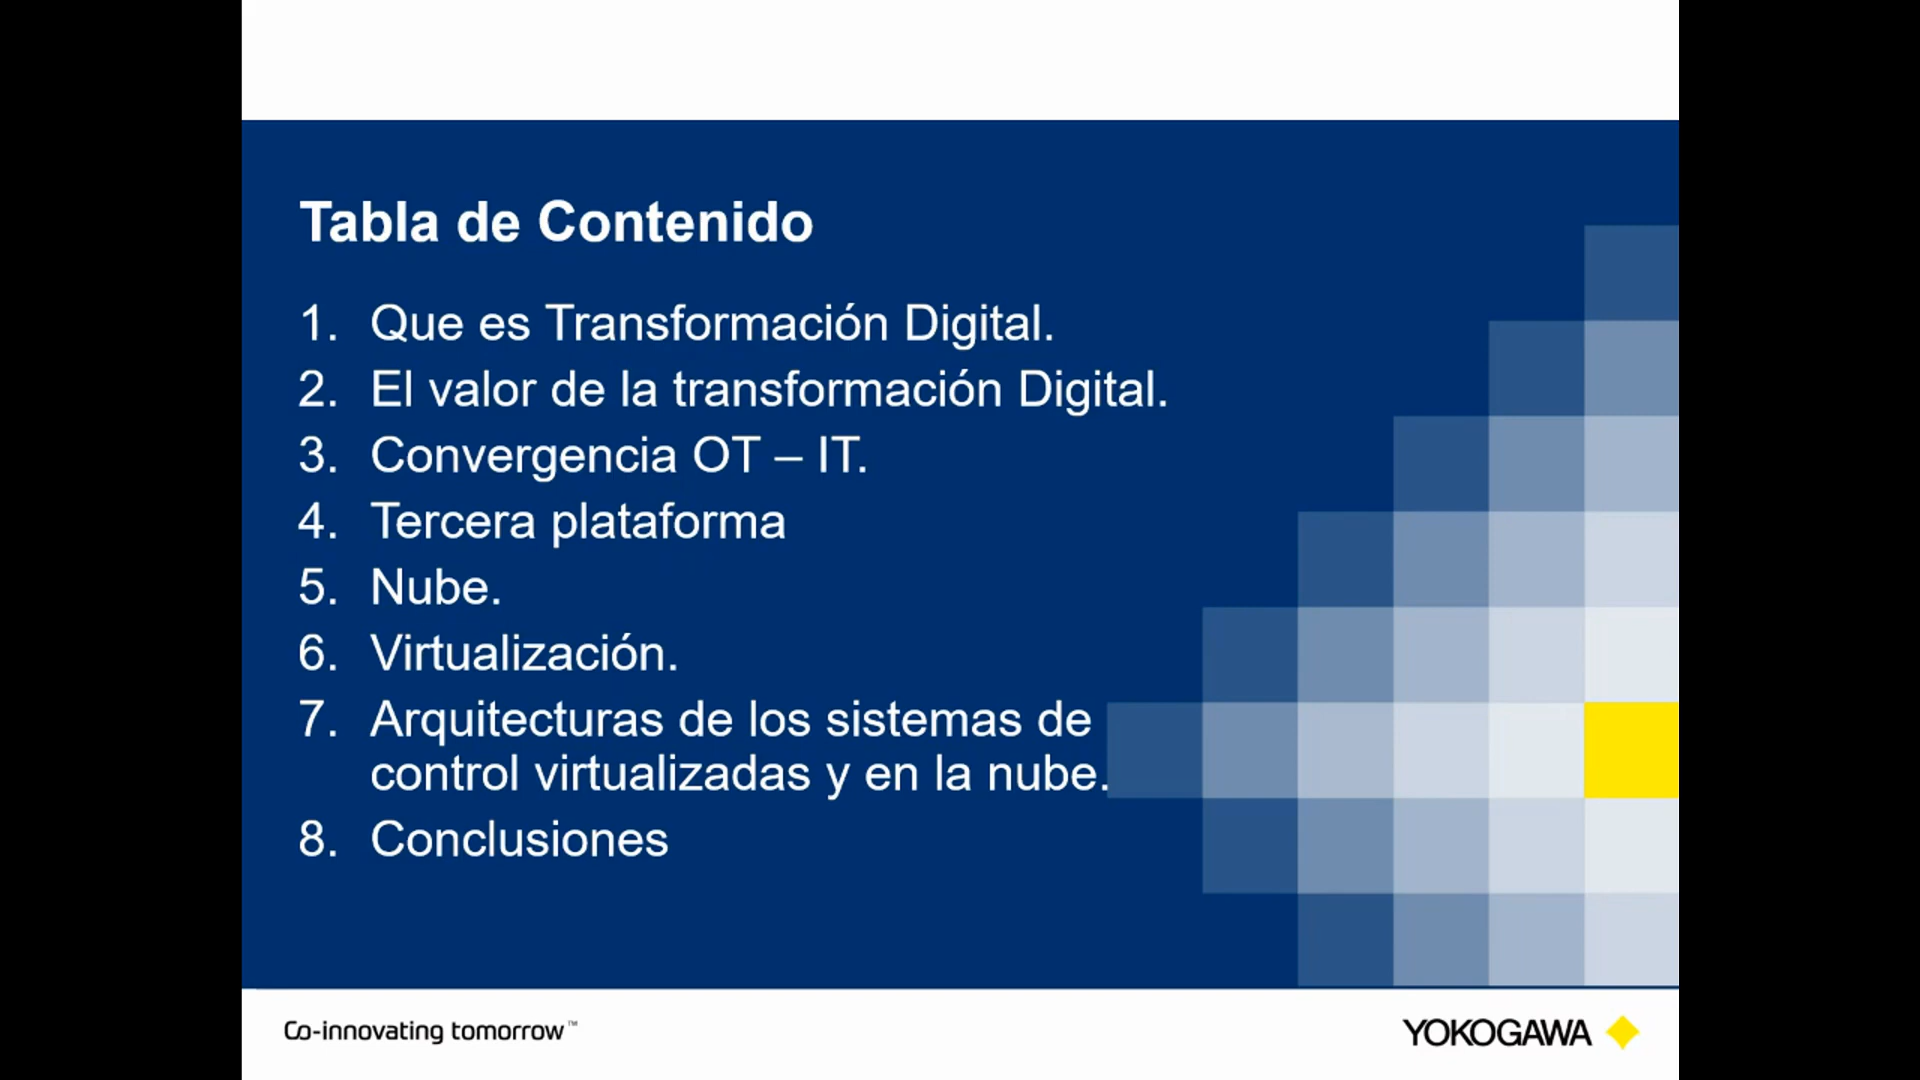 Tabla de Contenido
1. Que es Transformación Digital.
2. El valor de la transformación Digital.
3. Convergencia OT – IT.
4. Tercera plataforma
5. Nube.
6. Virtualización.
7. Arquitecturas de los sistemas de
control virtualizadas y en la nube.
8. Conclusiones
Co-innovating tomorrow™
YOKOGAWA